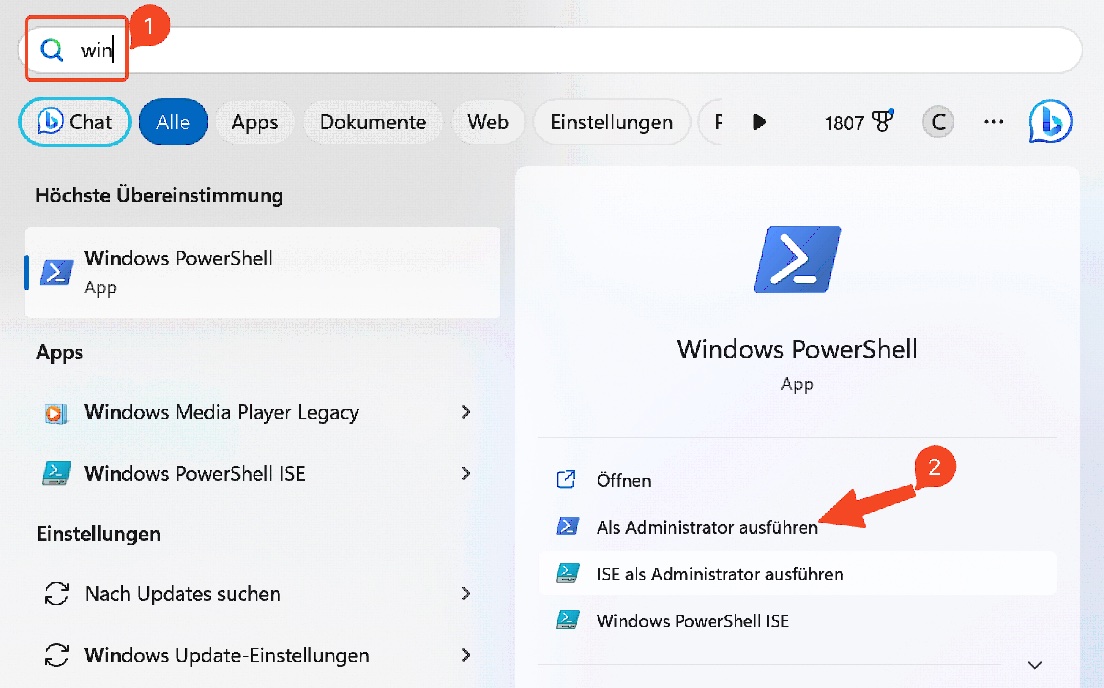 1
win
Chat
Alle
Apps
Dokumente
Web
Einstellungen
1807
C
...
Höchste Übereinstimmung
Windows PowerShell
App
Apps
Windows Media Player Legacy
Windows PowerShell ISE
Einstellungen
Nach Updates suchen
Windows Update-Einstellungen
Windows PowerShell
App
Öffnen
2
Als Administrator ausführen
ISE als Administrator ausführen
Windows PowerShell ISE